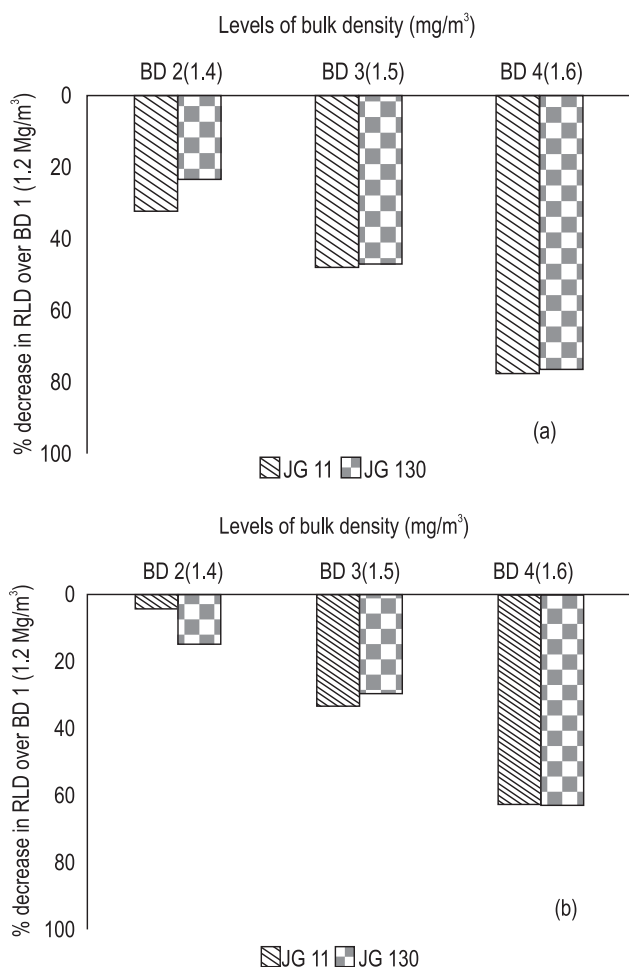 Levels of bulk density (mg/m³)
BD 2(1.4) BD 3(1.5) BD 4(1.6)
% decrease in RLD over BD 1 (1.2 Mg/m³)
0
20
40
60
80
100
(a)
JG 11 JG 130
Levels of bulk density (mg/m³)
BD 2(1.4) BD 3(1.5) BD 4(1.6)
% decrease in RLD over BD 1 (1.2 Mg/m³)
0
20
40
60
80
100
(b)
JG 11 JG 130